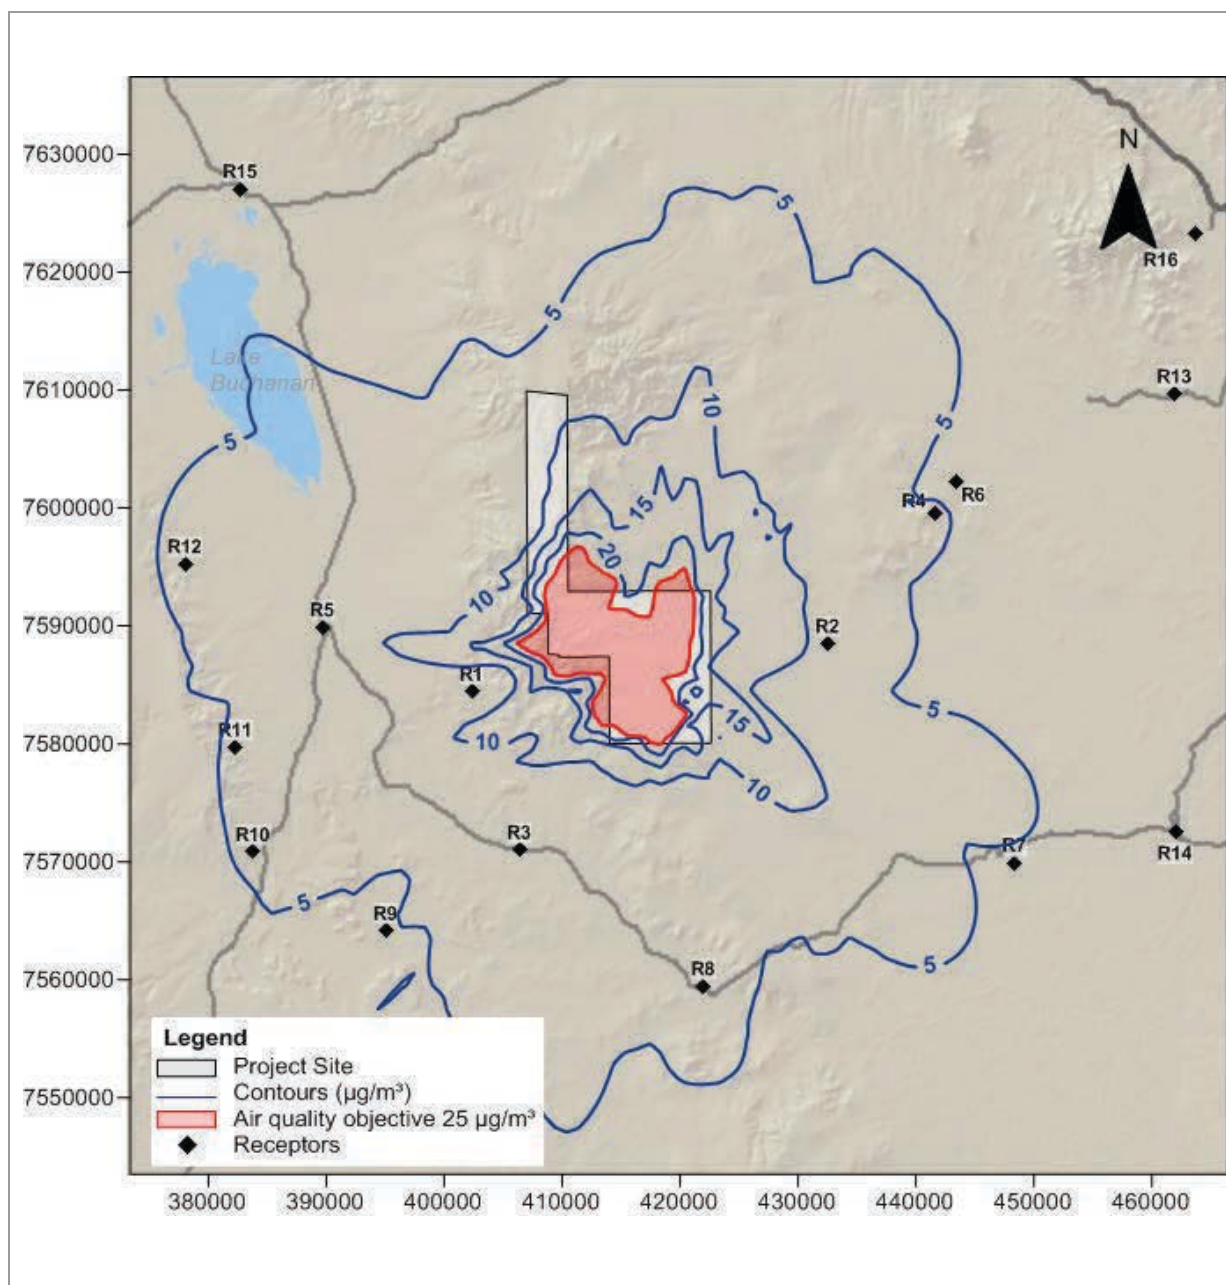 N
7630000
R15
5
7620000
R16
5
Lake
Buchanan
7610000
R13
10
5
5
7600000
15
R4
R6
R12
20
10
7590000
R5
R2
R1
5
15
R11
7580000
10
10
R3
R10
7570000
R7
R14
5
R9
R8
5
7560000
Legend
Project Site
Contours (µg/m³)
7550000
Air quality objective 25 µg/m³
Receptors
380000 390000 400000 410000 420000 430000 440000 450000 460000